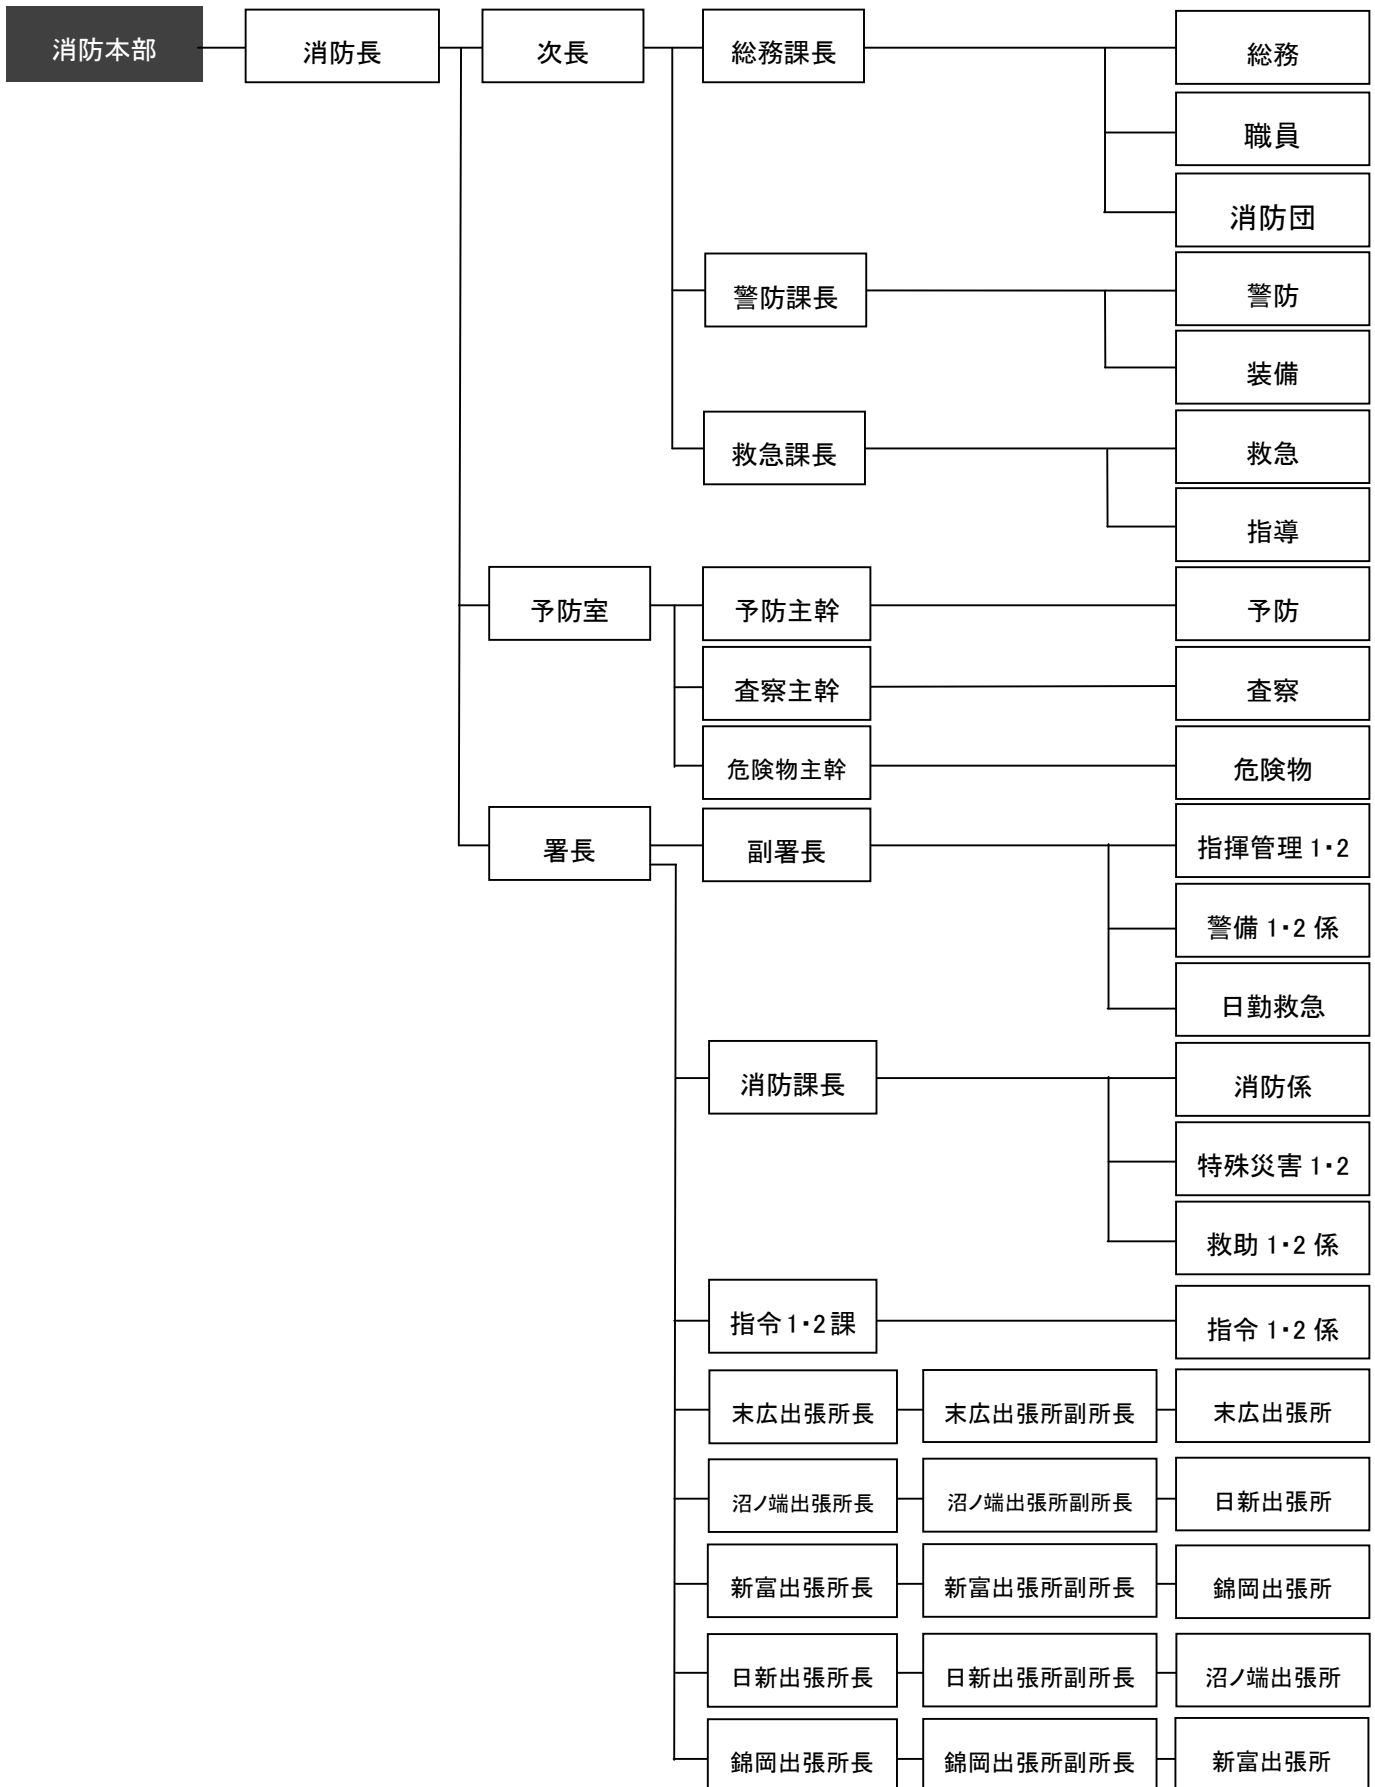 消防本部
消防長
次長
総務課長
総務
職員
消防団
警防課長
警防
装備
救急課長
救急
指導
予防室
予防主幹
予防
査察主幹
査察
危険物主幹
危険物
署長
副署長
指揮管理1・2
警備1・2係
日勤救急
消防課長
消防係
特殊災害1・2
救助1・2係
指令1・2課
指令1・2係
末広出張所長
末広出張所副所長
末広出張所
沼ノ端出張所長
沼ノ端出張所副所長
日新出張所
新富出張所長
新富出張所副所長
錦岡出張所
日新出張所長
日新出張所副所長
沼ノ端出張所
錦岡出張所長
錦岡出張所副所長
新富出張所